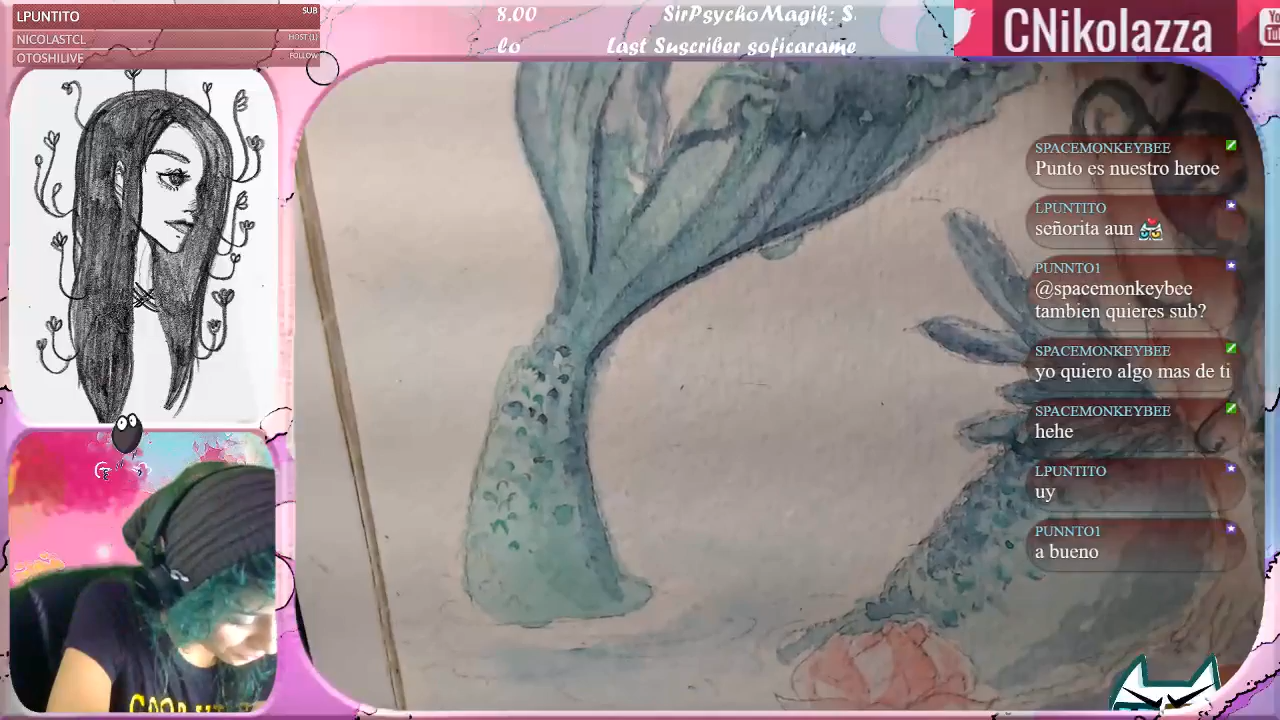 LPUNTITO SUB
NICOLASTCL HOST (1)
OTOSHILIVE FOLLOW
8.00 SirPsychoMagik: S
lo Last Suscriber soficarame
CNikolazza
You
Tub
SPACEMONKEYBEE
Punto es nuestro heroe
LPUNTITO
señorita aun
PUNNTO1
@spacemonkeybee
tambien quieres sub?
SPACEMONKEYBEE
yo quiero algo mas de ti
SPACEMONKEYBEE
hehe
LPUNTITO
uy
PUNNTO1
a bueno